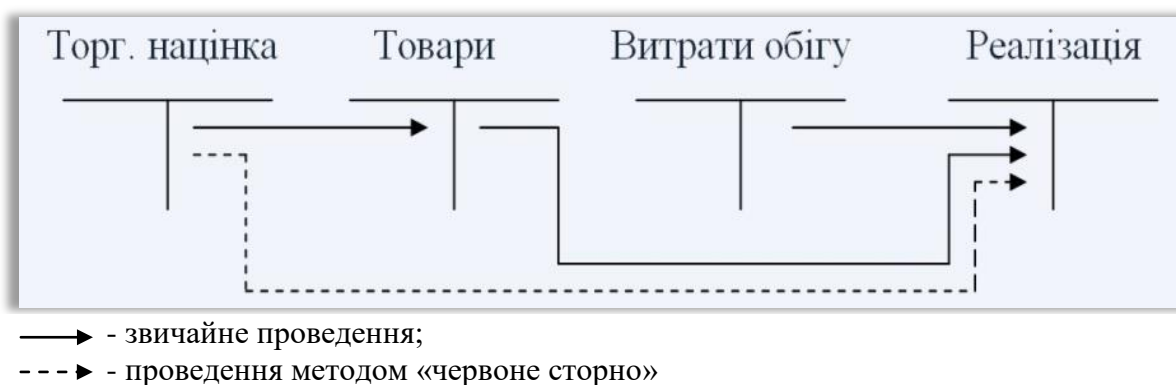 Торг. націнка Товари Витрати обігу Реалізація
- звичайне проведення;
- проведення методом «червоне сторно»